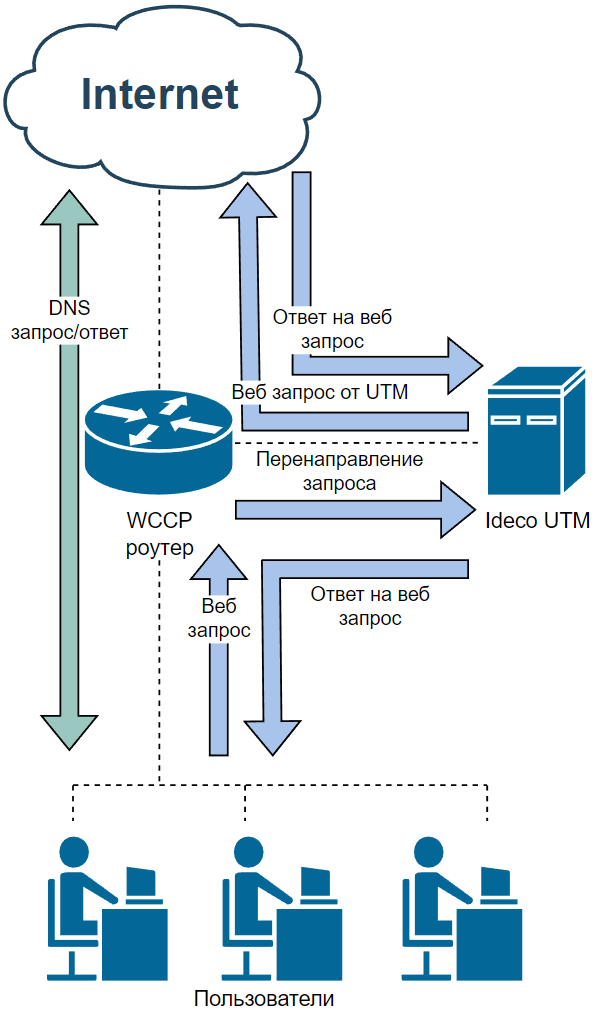 Internet
DNS
запрос/ответ
Ответ на веб
запрос
Веб запрос от UTM
Перенаправление
запроса
WCCP
роутер
Ideco UTM
Веб
запрос
Ответ на веб
запрос
Пользователи